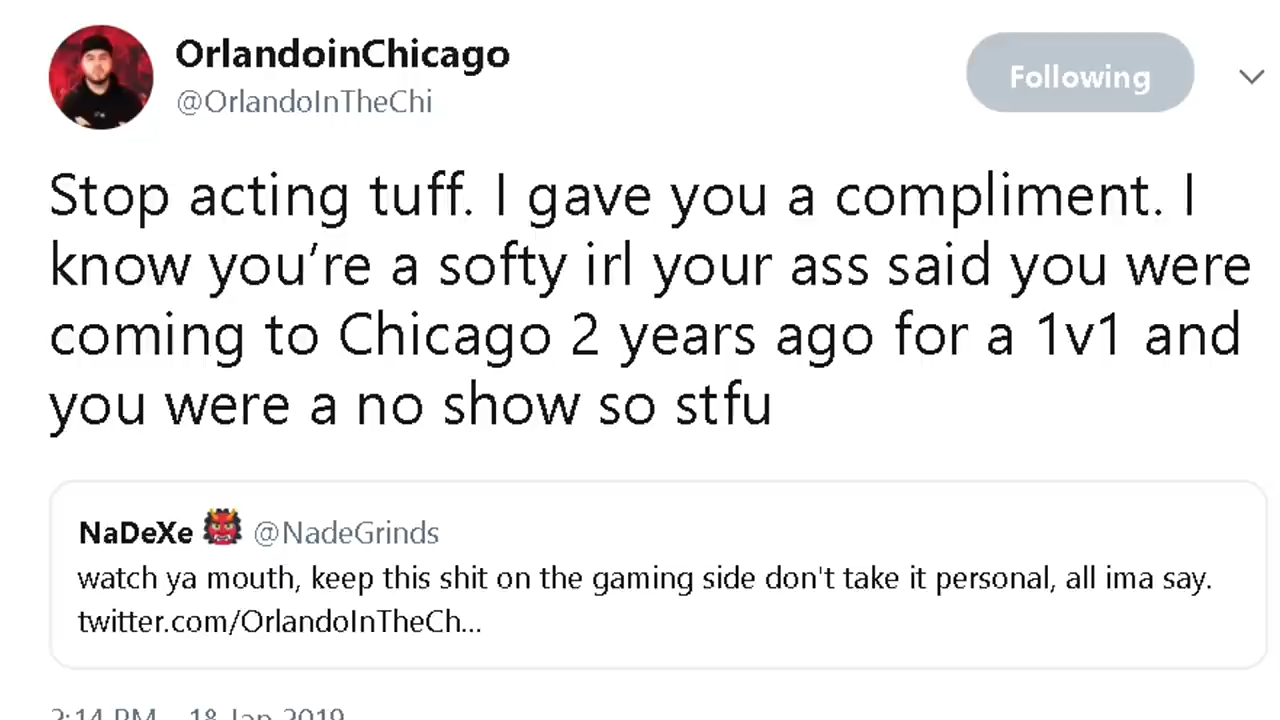 OrlandoinChicago
@OrlandoInTheChi
Following
Stop acting tuff. I gave you a compliment. I
know you’re a softy irl your ass said you were
coming to Chicago 2 years ago for a 1v1 and
you were a no show so stfu
NaDeXe 👹 @NadeGrinds
watch ya mouth, keep this shit on the gaming side don't take it personal, all ima say.
twitter.com/OrlandoInTheCh...
2:14 PM - 18 Jan 2019